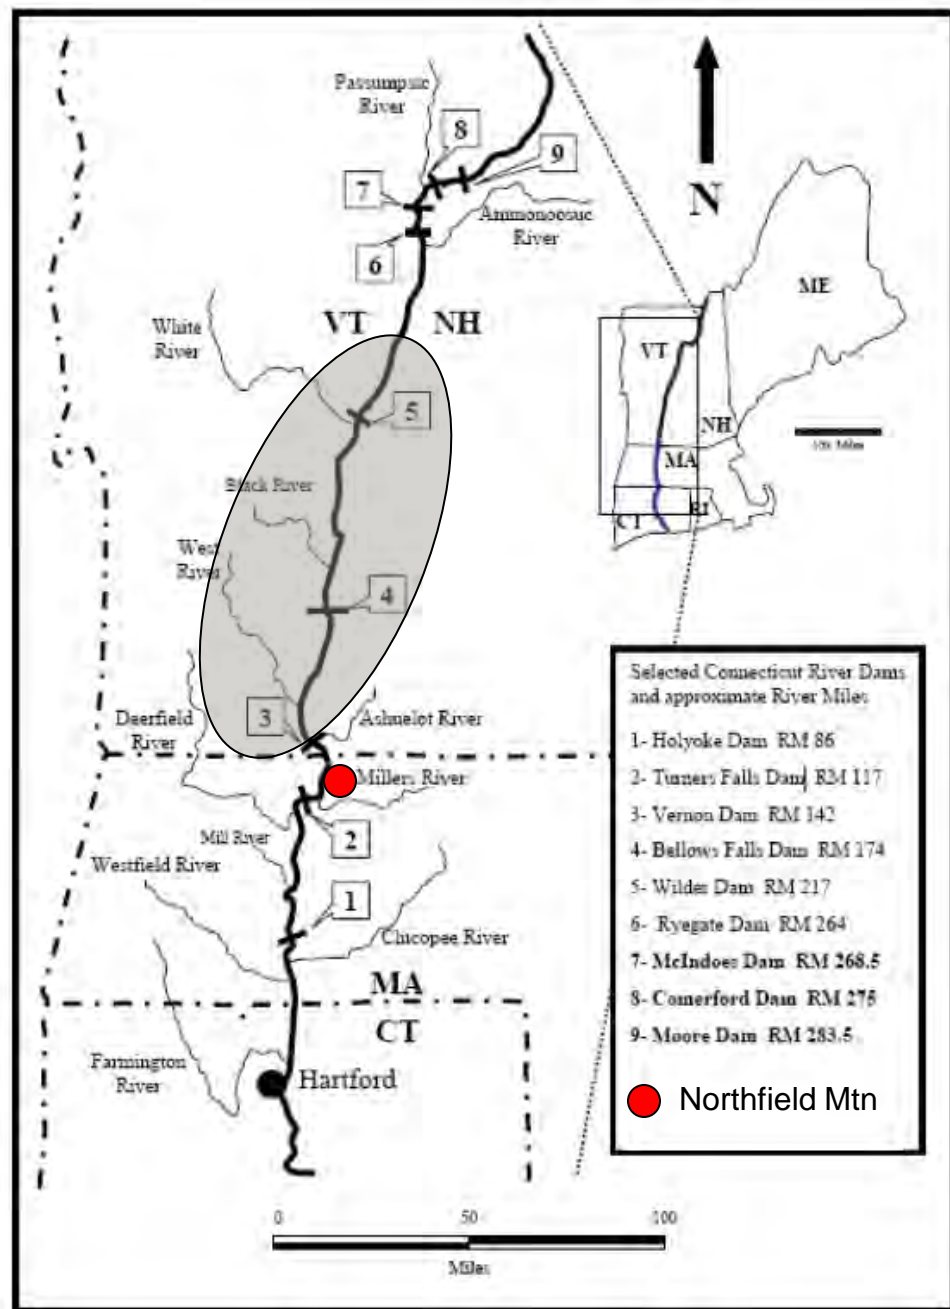 Passumpsic
River
8
9
7
Ammonoosuc
River
6
N
ME
White
River
VT
NH
VT
5
NH
MA
100 Miles
Black River
West
River
RI
CT
4
Selected Connecticut River Dams
and approximate River Miles
3
Deerfield
River
Ashuelot River
1- Holyoke Dam RM 86
Millers River
2- Turners Falls Dam RM 117
Mill River
2
3- Vernon Dam RM 142
Westfield River
4- Bellows Falls Dam RM 174
1
5- Wilder Dam RM 217
Chicopee River
6- Ryegate Dam RM 264
7- McIndoes Dam RM 268.5
MA
8- Comerford Dam RM 275
CT
9- Moore Dam RM 283.5
Farmington
River
Hartford
Northfield Mtn
0 50 100
Miles